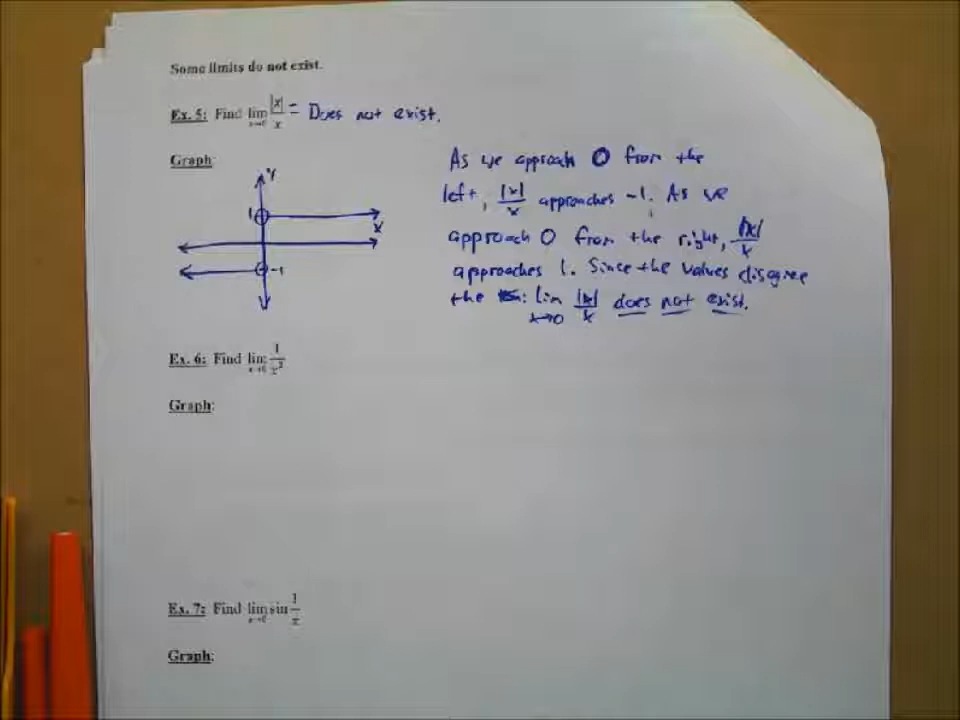 Some limits do not exist.
Ex. 5: Find lim x→0 |x|/x = Does not exist.
Graph:
As we approach 0 from the
left, |x|/x approaches -1. As we
approach 0 from the right, |x|/x
approaches 1. Since the values disagree
the lim x→0 |x|/x does not exist.
Y
1
X
-1
Ex. 6: Find lim x→0 1/x²
Graph:
Ex. 7: Find lim x→0 sin 1/x
Graph: